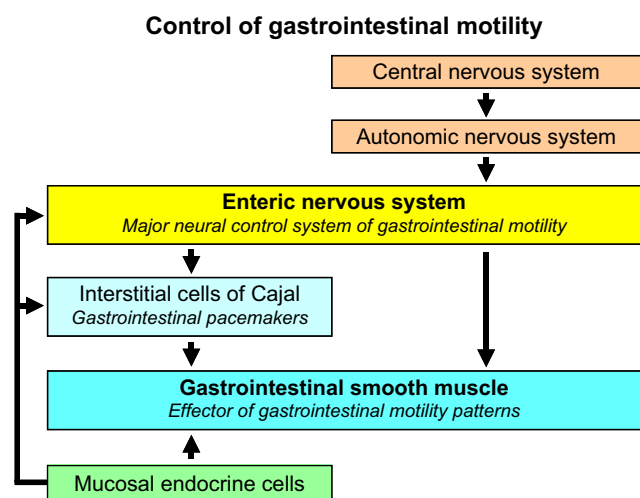 Control of gastrointestinal motility
Central nervous system
Autonomic nervous system
Enteric nervous system
Major neural control system of gastrointestinal motility
Interstitial cells of Cajal
Gastrointestinal pacemakers
Gastrointestinal smooth muscle
Effector of gastrointestinal motility patterns
Mucosal endocrine cells